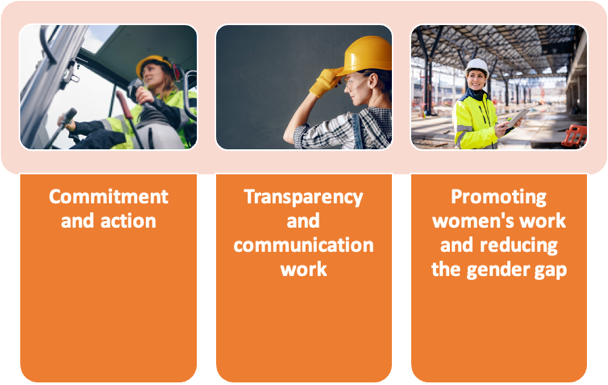 Commitment
and action
Transparency
and
communication
work
Promoting
women's work
and reducing
the gender gap